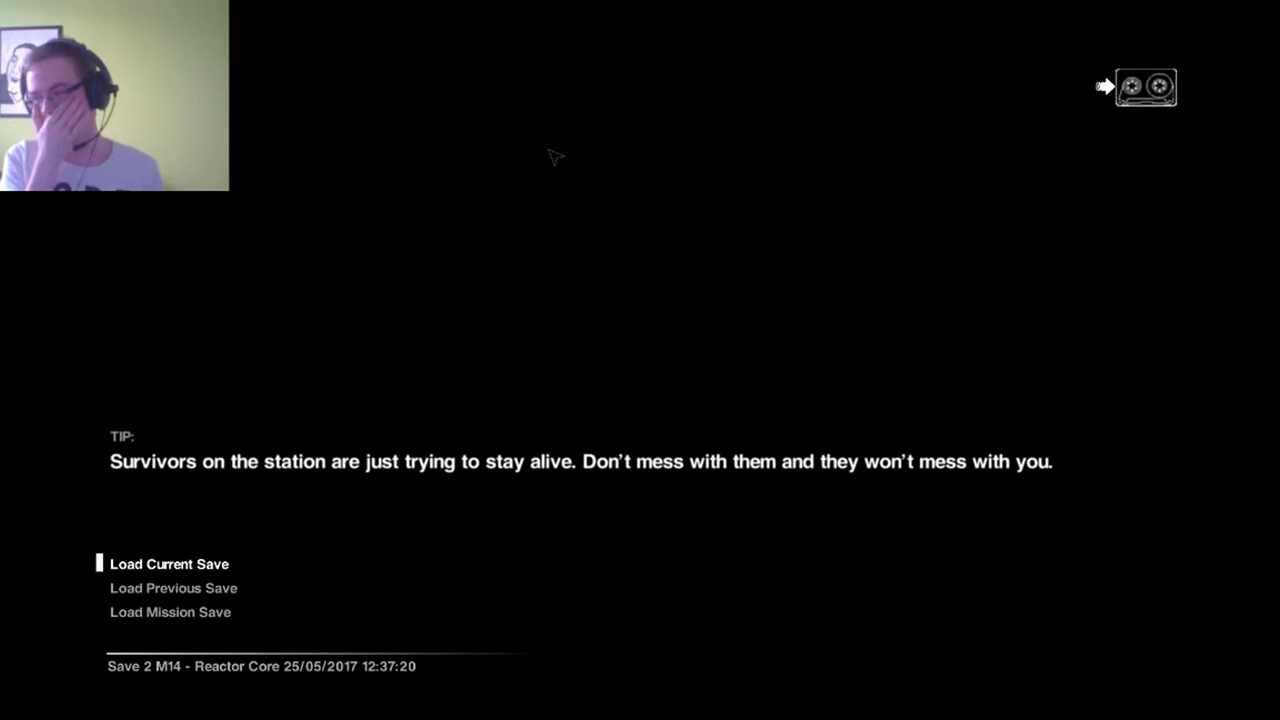 TIP:
Survivors on the station are just trying to stay alive. Don't mess with them and they won't mess with you.
Load Current Save
Load Previous Save
Load Mission Save
Save 2 M14 - Reactor Core 25/05/2017 12:37:20